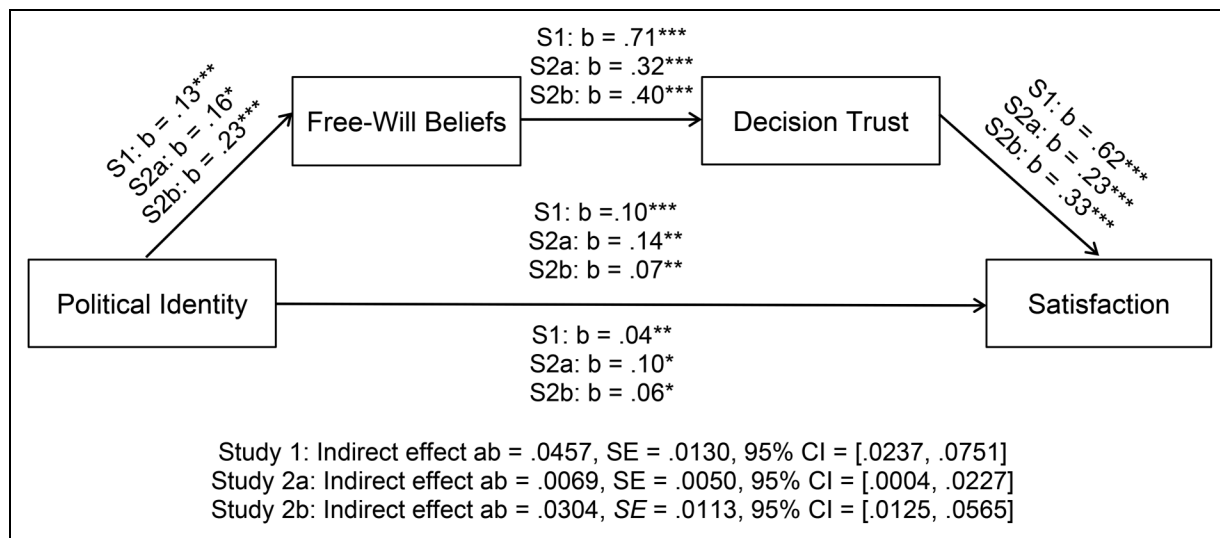 S1: b = .71***
S2a: b = .32***
S2b: b = .40***
S1: b = .13***
S2a: b = .16*
S2b: b = .23***
Free-Will Beliefs
Decision Trust
S1: b = .62***
S2a: b = .23***
S2b: b = .33***
S1: b =.10***
S2a: b = .14**
S2b: b = .07**
Political Identity
Satisfaction
S1: b = .04**
S2a: b = .10*
S2b: b = .06*
Study 1: Indirect effect ab = .0457, SE = .0130, 95% CI = [.0237, .0751]
Study 2a: Indirect effect ab = .0069, SE = .0050, 95% CI = [.0004, .0227]
Study 2b: Indirect effect ab = .0304, SE = .0113, 95% CI = [.0125, .0565]